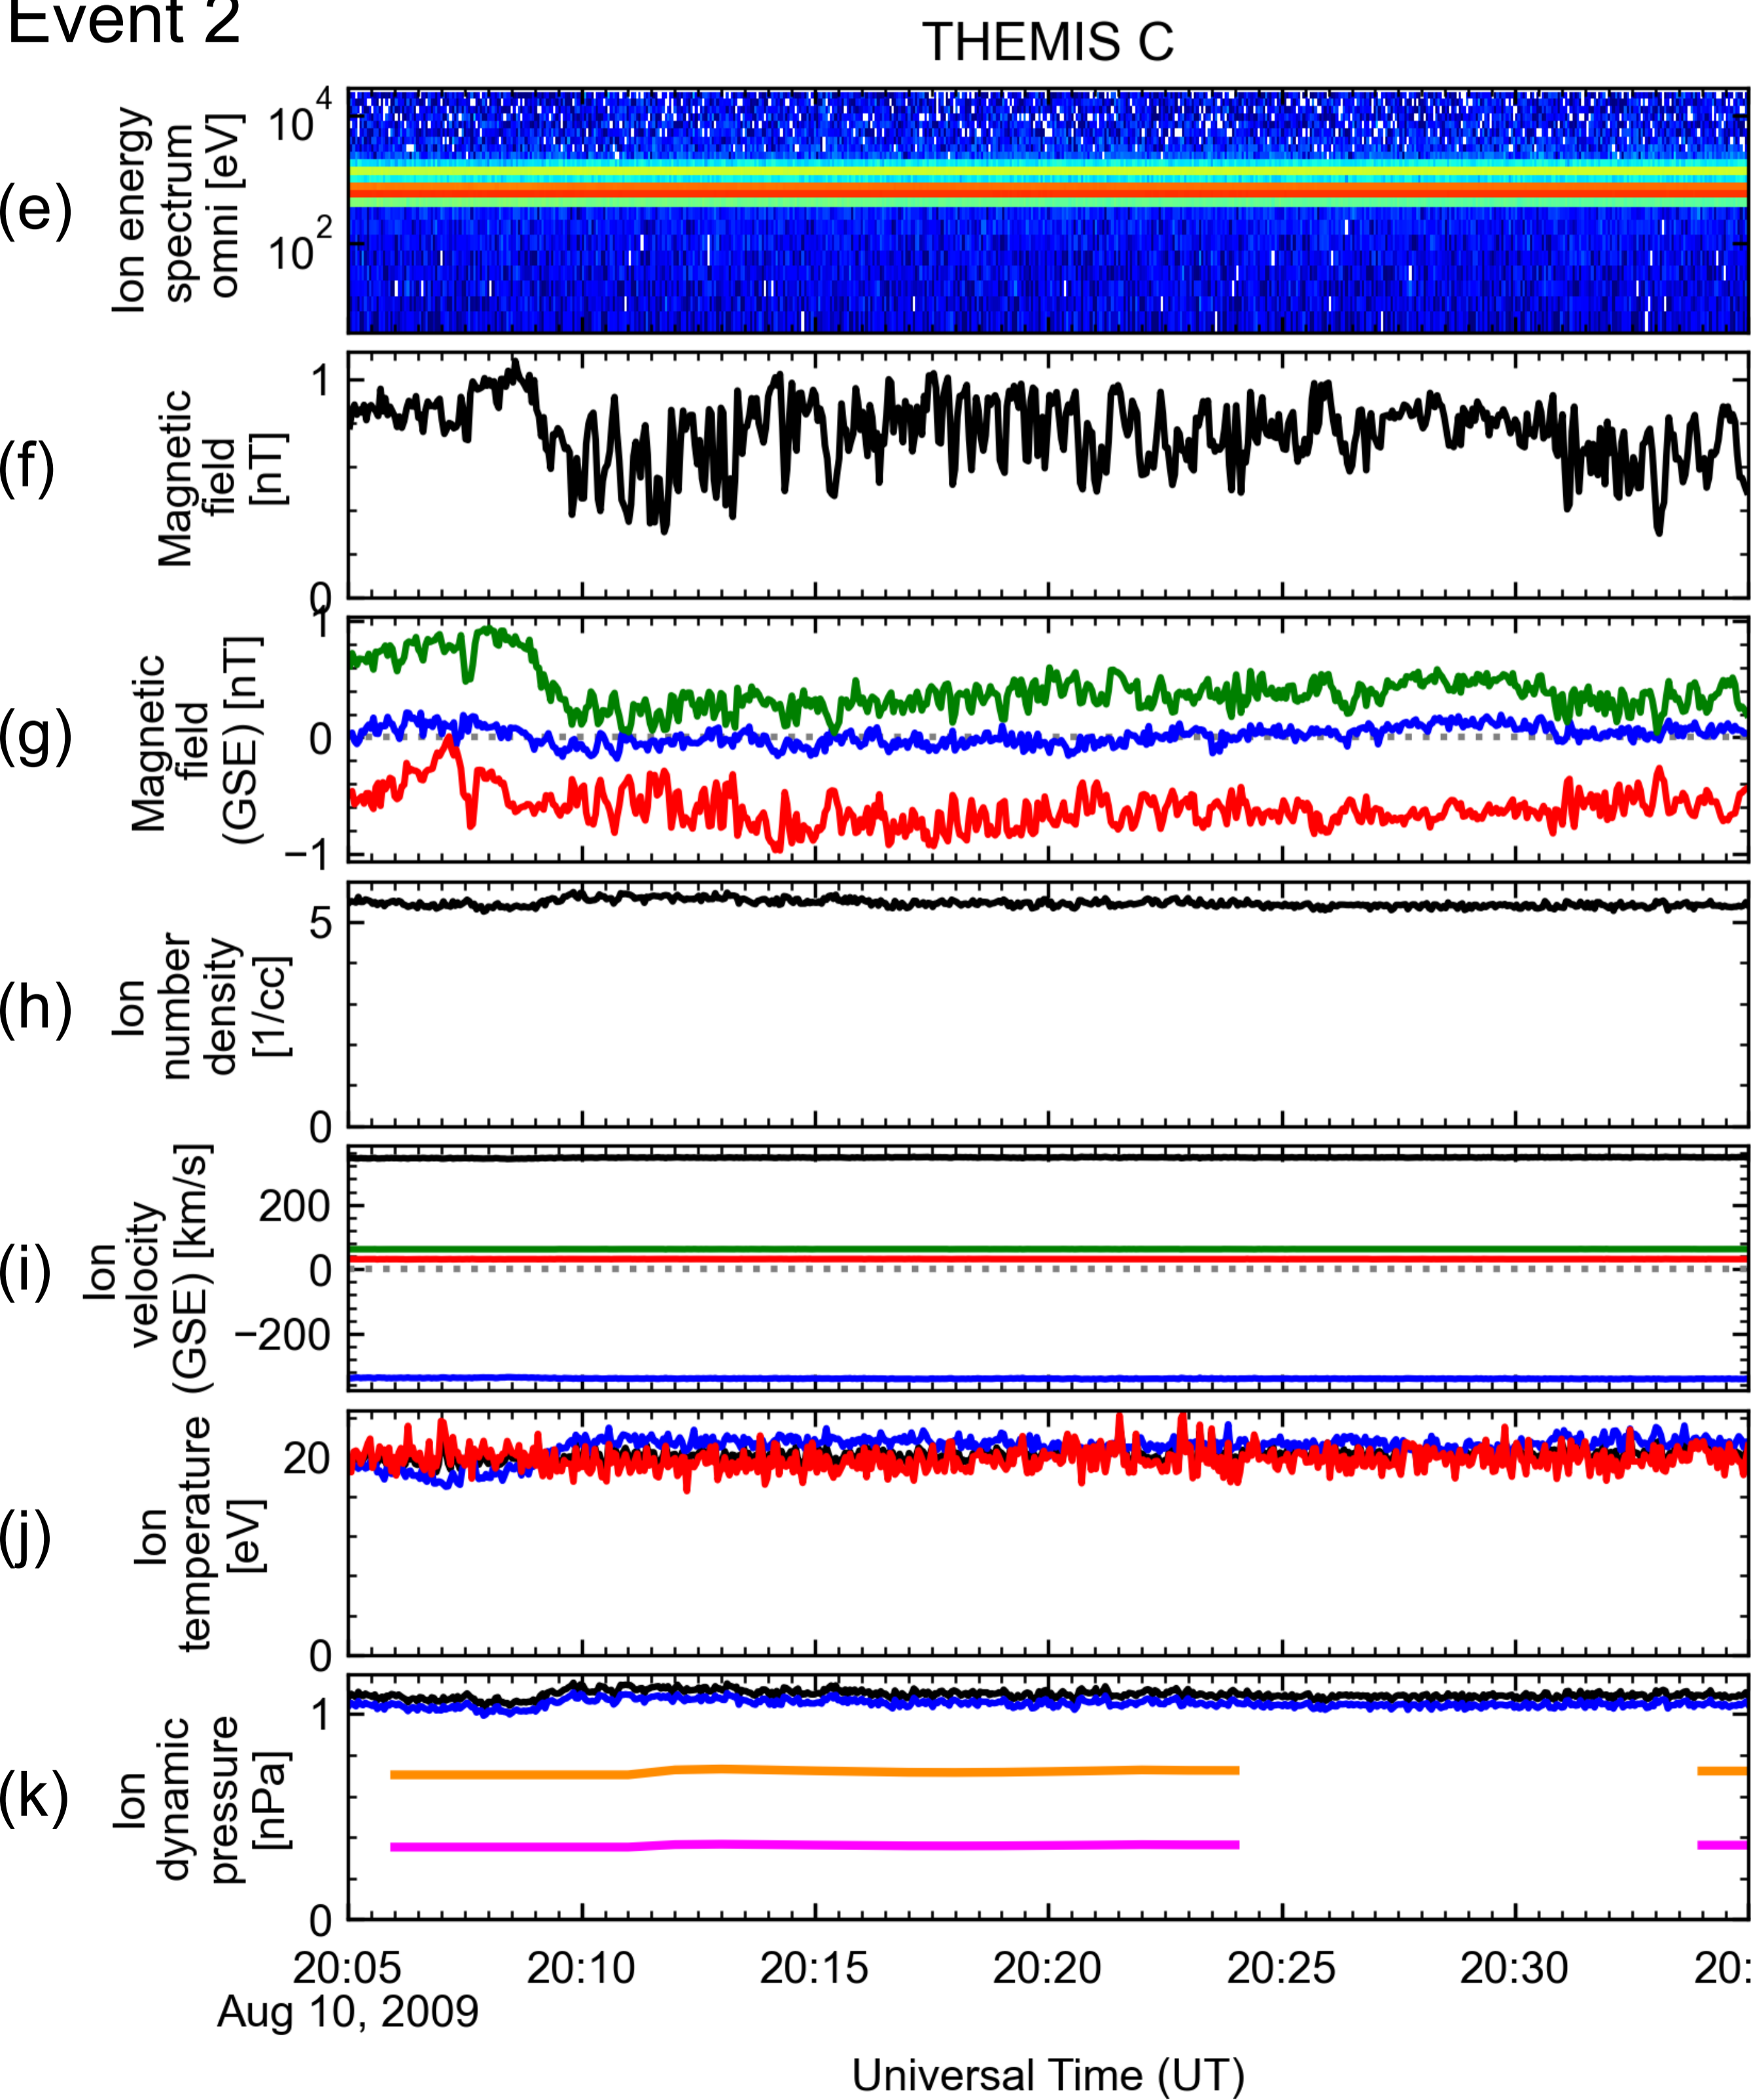 Event 2
THEMIS C
(e)
Ion energy
spectrum
omni [eV]
10^4
10^2
(f)
Magnetic
field
[nT]
1
0
(g)
Magnetic
field
(GSE) [nT]
1
0
−1
(h)
Ion
number
density
[1/cc]
5
0
(i)
Ion
velocity
(GSE) [km/s]
200
0
−200
(j)
Ion
temperature
[eV]
20
0
(k)
Ion
dynamic
pressure
[nPa]
1
0
20:05 20:10 20:15 20:20 20:25 20:30 20:
Aug 10, 2009
Universal Time (UT)